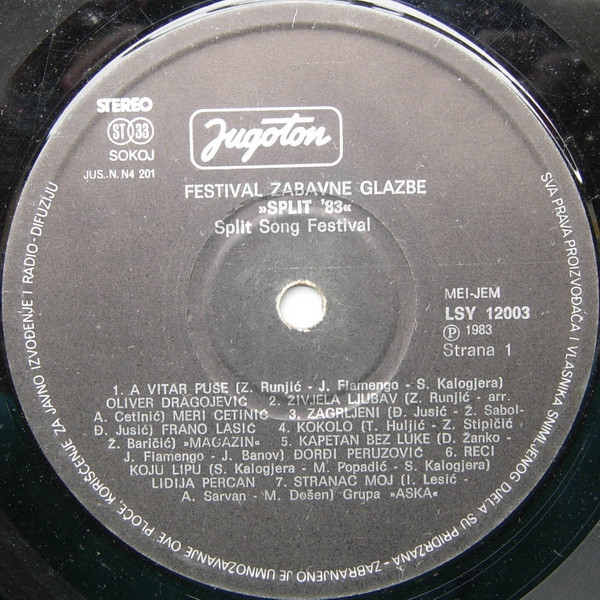 STEREO
ST 33
SOKOJ
JUS. N. N4 201
Jugoton
FESTIVAL ZABAVNE GLAZBE
»SPLIT '83«
Split Song Festival
MEI-JEM
LSY 12003
Ⓟ 1983
Strana 1
1. A VITAR PUŠE (Z. Runjić - J. Flamengo - S. Kalogjera)
OLIVER DRAGOJEVIĆ 2. ŽIVJELA LJUBAV (Z. Runjić - arr.
A. Cetinić) MERI CETINIĆ 3. ZAGRLJENI (Đ. Jusić - Ž. Sabol-
Đ. Jusić) FRANO LASIĆ 4. KOKOLO (T. Huljić - Z. Stipičić
Ž. Baričić) »MAGAZIN« 5. KAPETAN BEZ LUKE (D. Žanko -
J. Flamengo - J. Banov) ĐORĐI PERUZOVIĆ 6. RECI
KOJU LIPU (S. Kalogjera - M. Popadić - S. Kalogjera)
LIDIJA PERCAN 7. STRANAC MOJ (I. Lesić -
A. Sarvan - M. Došen) Grupa »ASKA«
SVA PRAVA PROIZVOĐAČA I VLASNIKA SNIMLJENOG DJELA SU PRIDRŽANA - ZABRANJENO JE UMNOŽAVANJE OVE PLOČE, KORIŠĆENJE ZA JAVNO IZVOĐENJE I RADIO-DIFUZIJU